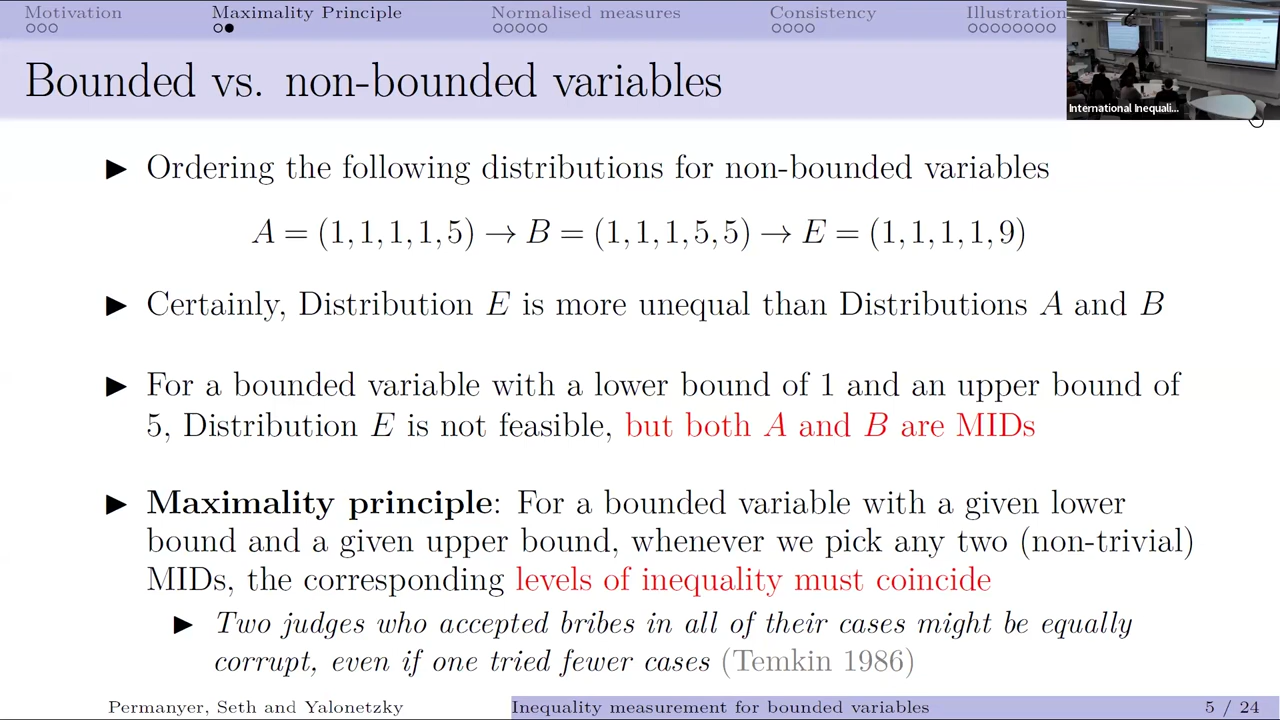 Motivation Maximality Principle Normalised measures Consistency Illustration
Bounded vs. non-bounded variables
International Inequali...
▶ Ordering the following distributions for non-bounded variables
A = (1, 1, 1, 1, 5) → B = (1, 1, 1, 5, 5) → E = (1, 1, 1, 1, 9)
▶ Certainly, Distribution E is more unequal than Distributions A and B
▶ For a bounded variable with a lower bound of 1 and an upper bound of
5, Distribution E is not feasible, but both A and B are MIDs
▶ Maximality principle: For a bounded variable with a given lower
bound and a given upper bound, whenever we pick any two (non-trivial)
MIDs, the corresponding levels of inequality must coincide
▶ Two judges who accepted bribes in all of their cases might be equally
corrupt, even if one tried fewer cases (Temkin 1986)
Permanyer, Seth and Yalonetzky Inequality measurement for bounded variables 5 / 24